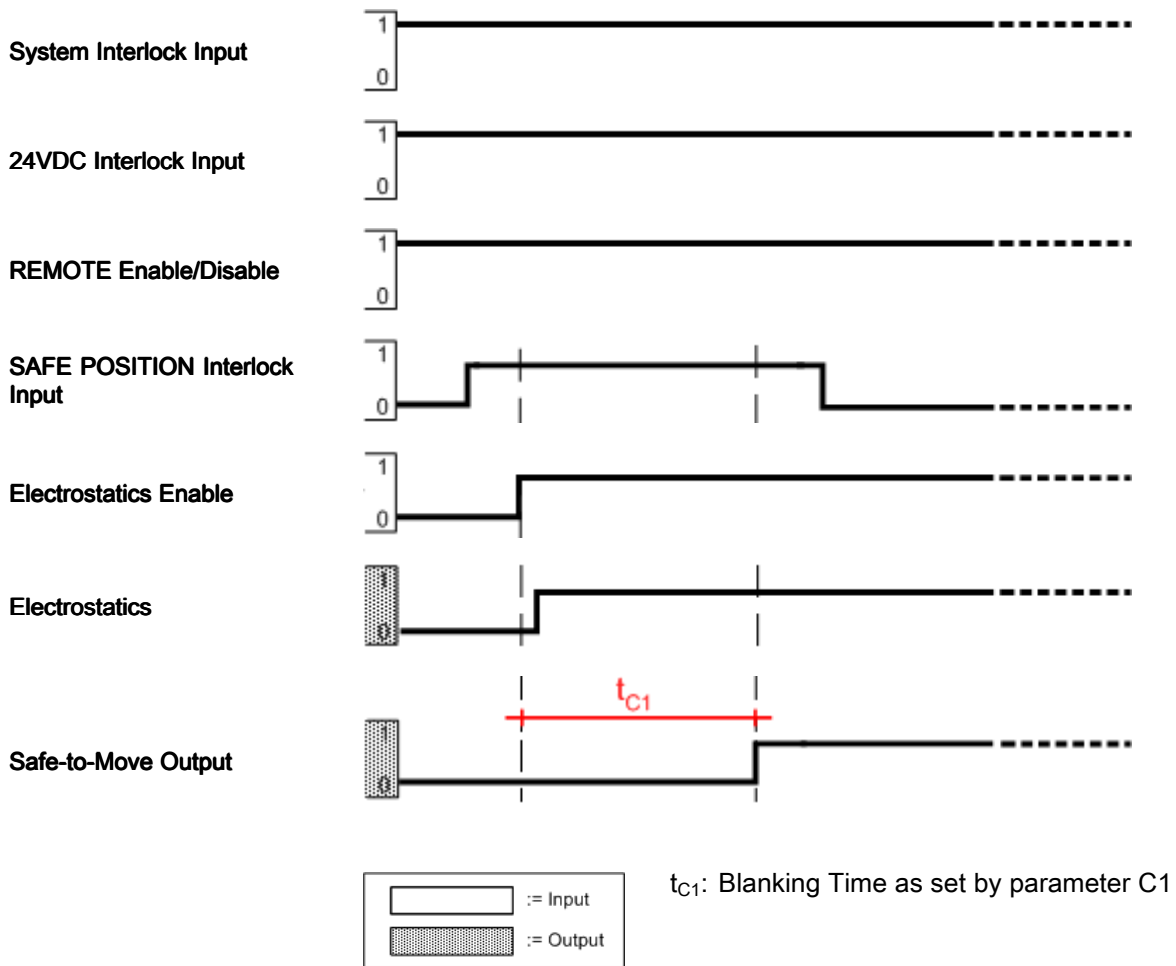 1
System Interlock Input
0
1
24VDC Interlock Input
0
1
REMOTE Enable/Disable
0
1
SAFE POSITION Interlock
Input
0
1
Electrostatics Enable
0
1
Electrostatics
0
t_C1
1
Safe-to-Move Output
0
t_C1: Blanking Time as set by parameter C1
:= Input
:= Output